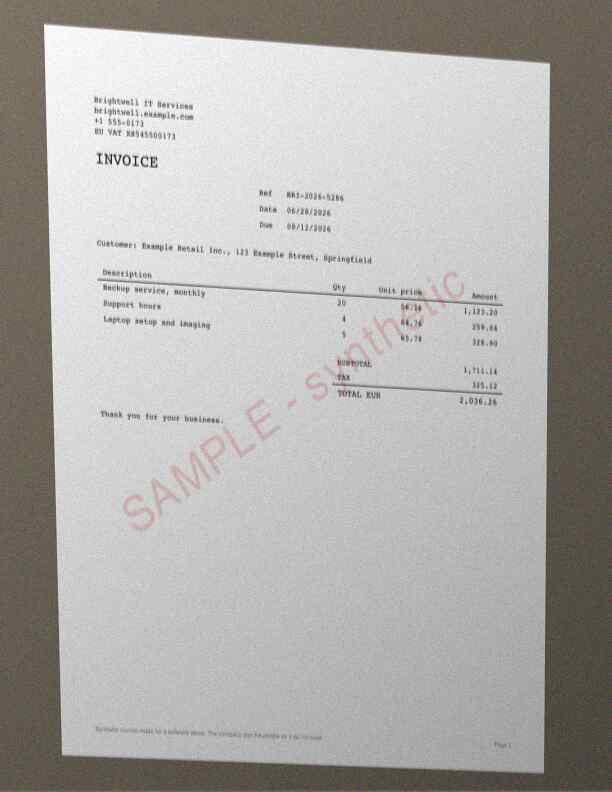 Brightwell IT Services
brightwell.example.com
+1 555-0173
EU VAT XX545500173
INVOICE
Ref BRI-2026-5286
Date 06/28/2026
Due 08/12/2026
Customer: Example Retail Inc., 123 Example Street, Springfield
Description Qty Unit price Amount
Backup service, monthly 20 56.16 1,123.20
Support hours 4 64.76 259.04
Laptop setup and imaging 5 65.78 328.90
SUBTOTAL 1,711.14
TAX 325.12
TOTAL EUR 2,036.26
Thank you for your business.
SAMPLE - synthetic
Page 1